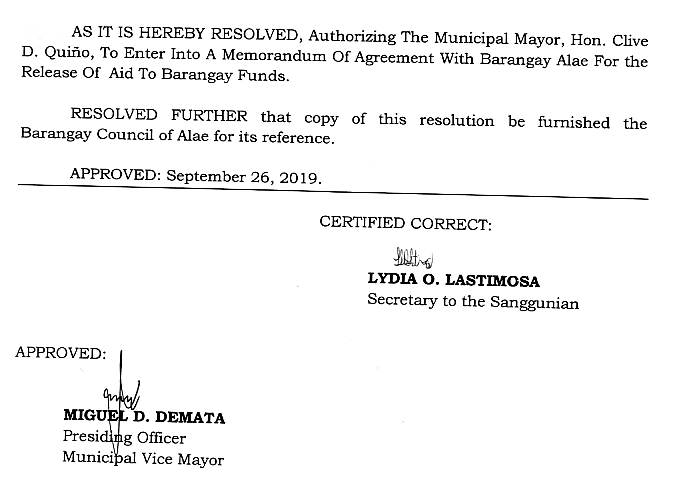 AS IT IS HEREBY RESOLVED, Authorizing The Municipal Mayor, Hon. Clive
D. Quiño, To Enter Into A Memorandum Of Agreement With Barangay Alae For the
Release Of Aid To Barangay Funds.
RESOLVED FURTHER that copy of this resolution be furnished the
Barangay Council of Alae for its reference.
APPROVED: September 26, 2019.
CERTIFIED CORRECT:
LYDIA O. LASTIMOSA
Secretary to the Sanggunian
APPROVED:
MIGUEL D. DEMATA
Presiding Officer
Municipal Vice Mayor